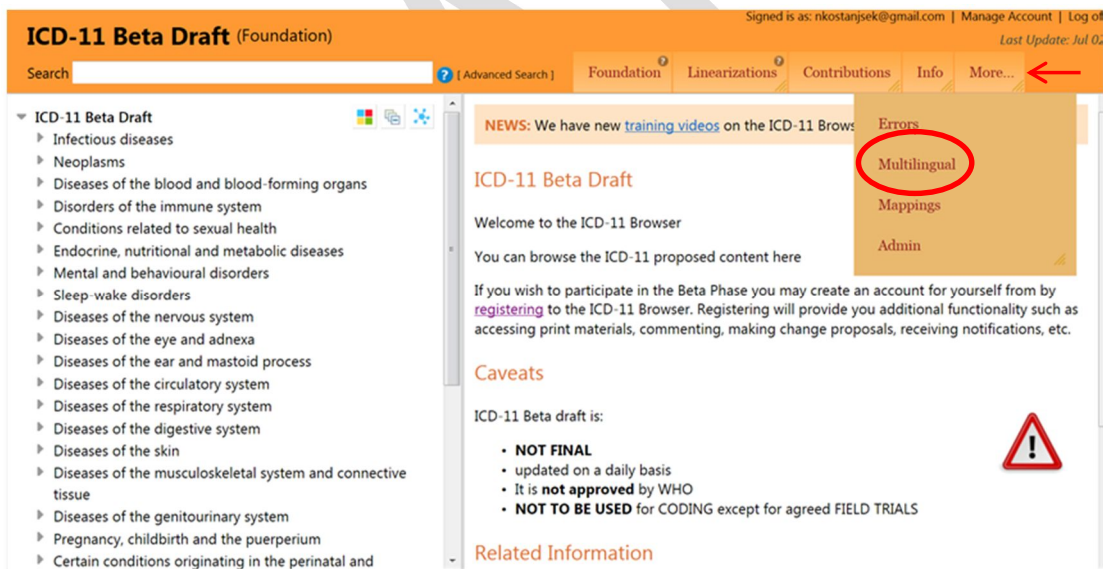 Signed is as: nkostanjsek@gmail.com | Manage Account | Log of
ICD-11 Beta Draft (Foundation)
Last Update: Jul 02
Search
? [ Advanced Search ]
Foundation ?
Linearizations ?
Contributions
Info
More...
ICD-11 Beta Draft
Infectious diseases
Neoplasms
Diseases of the blood and blood-forming organs
Disorders of the immune system
Conditions related to sexual health
Endocrine, nutritional and metabolic diseases
Mental and behavioural disorders
Sleep-wake disorders
Diseases of the nervous system
Diseases of the eye and adnexa
Diseases of the ear and mastoid process
Diseases of the circulatory system
Diseases of the respiratory system
Diseases of the digestive system
Diseases of the skin
Diseases of the musculoskeletal system and connective
tissue
Diseases of the genitourinary system
Pregnancy, childbirth and the puerperium
Certain conditions originating in the perinatal and
Errors
Multilingual
Mappings
Admin
NEWS: We have new training videos on the ICD-11 Brows
ICD-11 Beta Draft
Welcome to the ICD-11 Browser
You can browse the ICD-11 proposed content here
If you wish to participate in the Beta Phase you may create an account for yourself from by
registering to the ICD-11 Browser. Registering will provide you additional functionality such as
accessing print materials, commenting, making change proposals, receiving notifications, etc.
Caveats
ICD-11 Beta draft is:
• NOT FINAL
• updated on a daily basis
• It is not approved by WHO
• NOT TO BE USED for CODING except for agreed FIELD TRIALS
Related Information